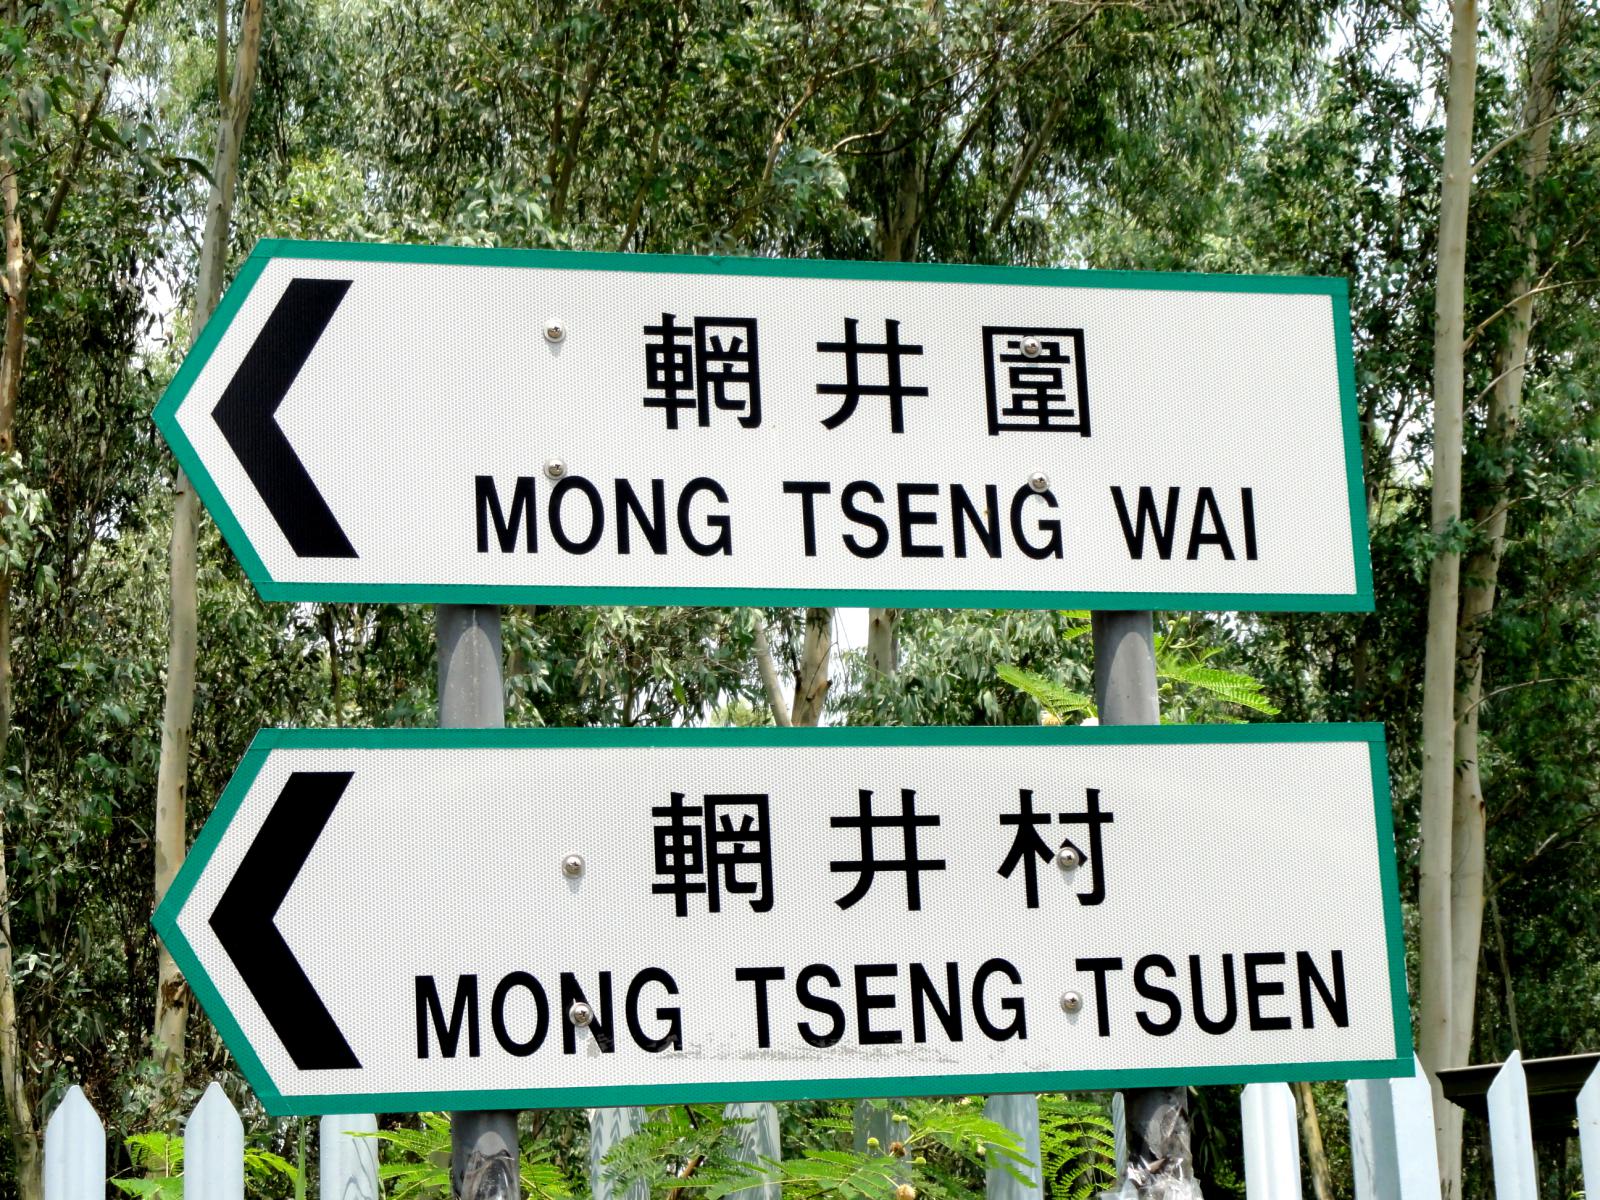 輞井圍
MONG TSENG WAI
輞井村
MONG TSENG TSUEN